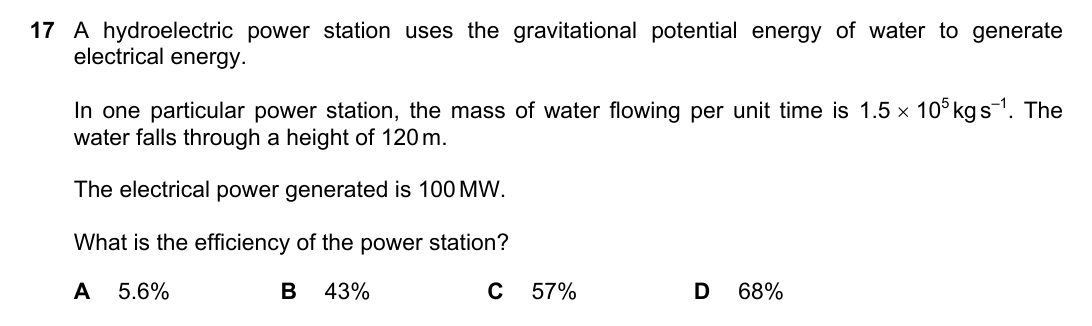 17 A hydroelectric power station uses the gravitational potential energy of water to generate
electrical energy.
In one particular power station, the mass of water flowing per unit time is 1.5 × 10⁵ kg s⁻¹. The
water falls through a height of 120 m.
The electrical power generated is 100 MW.
What is the efficiency of the power station?
A 5.6% B 43% C 57% D 68%